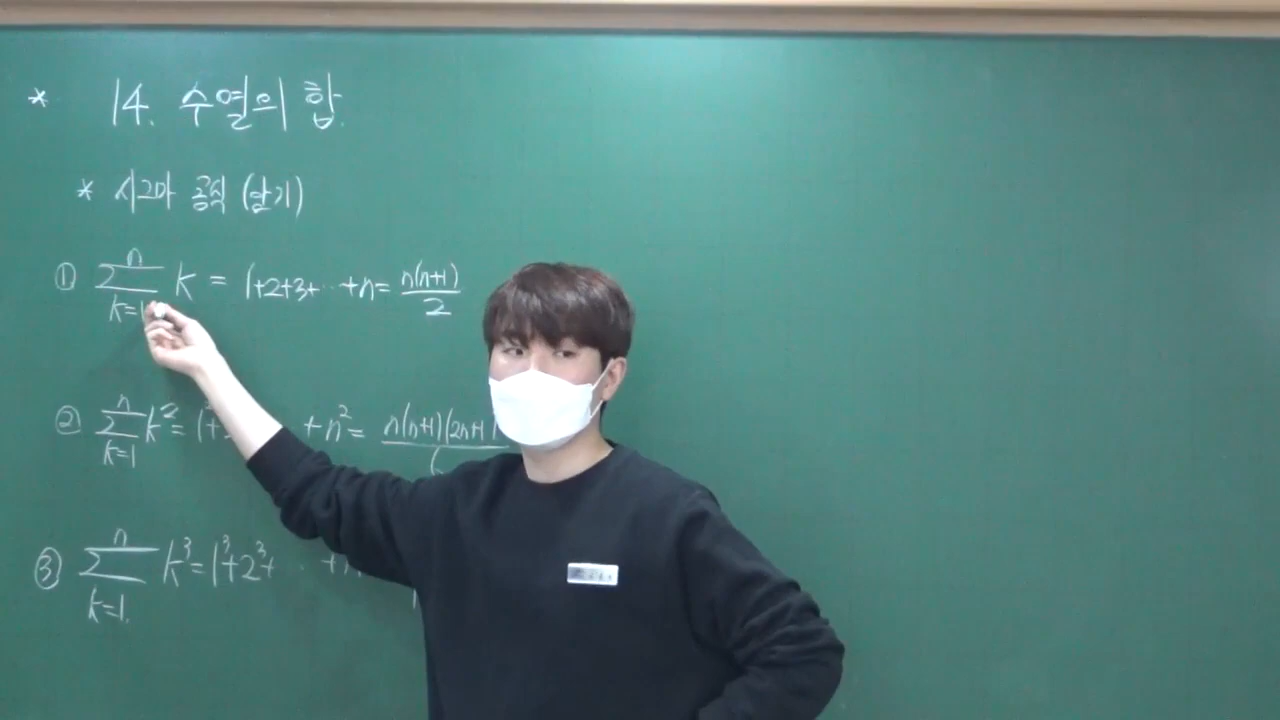 * 14. 수열의 합.
* 시그마 공식 (암기)
① n Σ k=1 k = 1+2+3+⋯+n = n(n+1)/2
② n Σ k=1 k² = 1²+ + n² = n(n+1)(2n+1)/6
③ n Σ k=1. k³ = 1³+2³+ ⋯ +